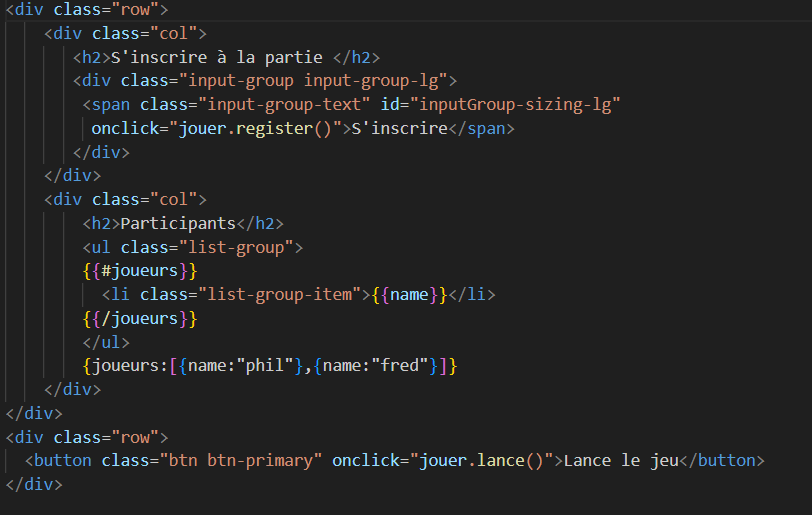 <div class="row">
<div class="col">
<h2>S'inscrire à la partie </h2>
<div class="input-group input-group-lg">
<span class="input-group-text" id="inputGroup-sizing-lg"
onclick="jouer.register()">S'inscrire</span>
</div>
</div>
<div class="col">
<h2>Participants</h2>
<ul class="list-group">
{{#joueurs}}
<li class="list-group-item">{{name}}</li>
{{/joueurs}}
</ul>
{joueurs:[{name:"phil"},{name:"fred"}]}
</div>
</div>
<div class="row">
<button class="btn btn-primary" onclick="jouer.lance()">Lance le jeu</button>
</div>